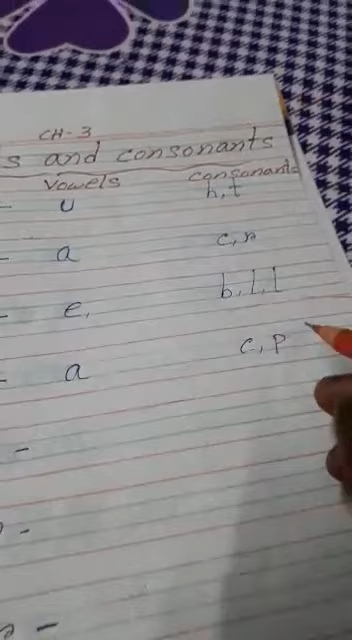 CH-3
s and consonants
Vowels consonants
- u h, t
- a c, n
- e, b, l, l
- a c, p
-
-
-